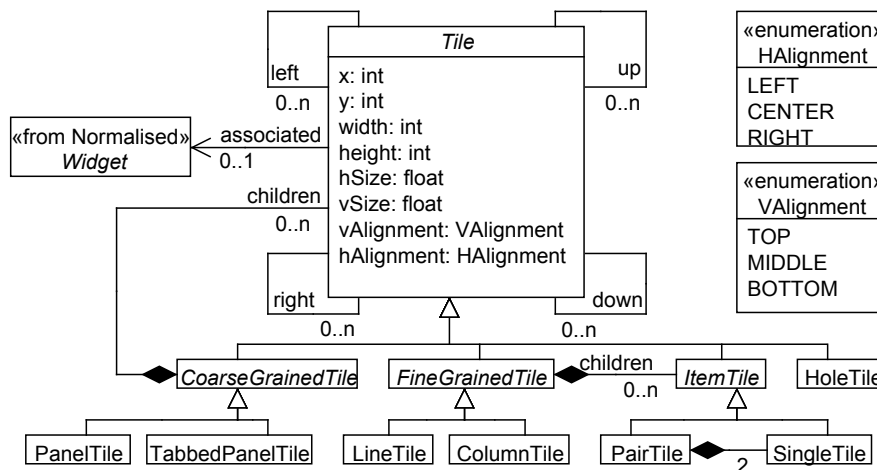 Tile
x: int
y: int
width: int
height: int
hSize: float
vSize: float
vAlignment: VAlignment
hAlignment: HAlignment
left
0..n
up
0..n
«from Normalised»
Widget
associated
0..1
children
0..n
right
0..n
down
0..n
«enumeration»
HAlignment
LEFT
CENTER
RIGHT
«enumeration»
VAlignment
TOP
MIDDLE
BOTTOM
CoarseGrainedTile
FineGrainedTile
children
0..n
ItemTile
HoleTile
PanelTile
TabbedPanelTile
LineTile
ColumnTile
PairTile
2
SingleTile